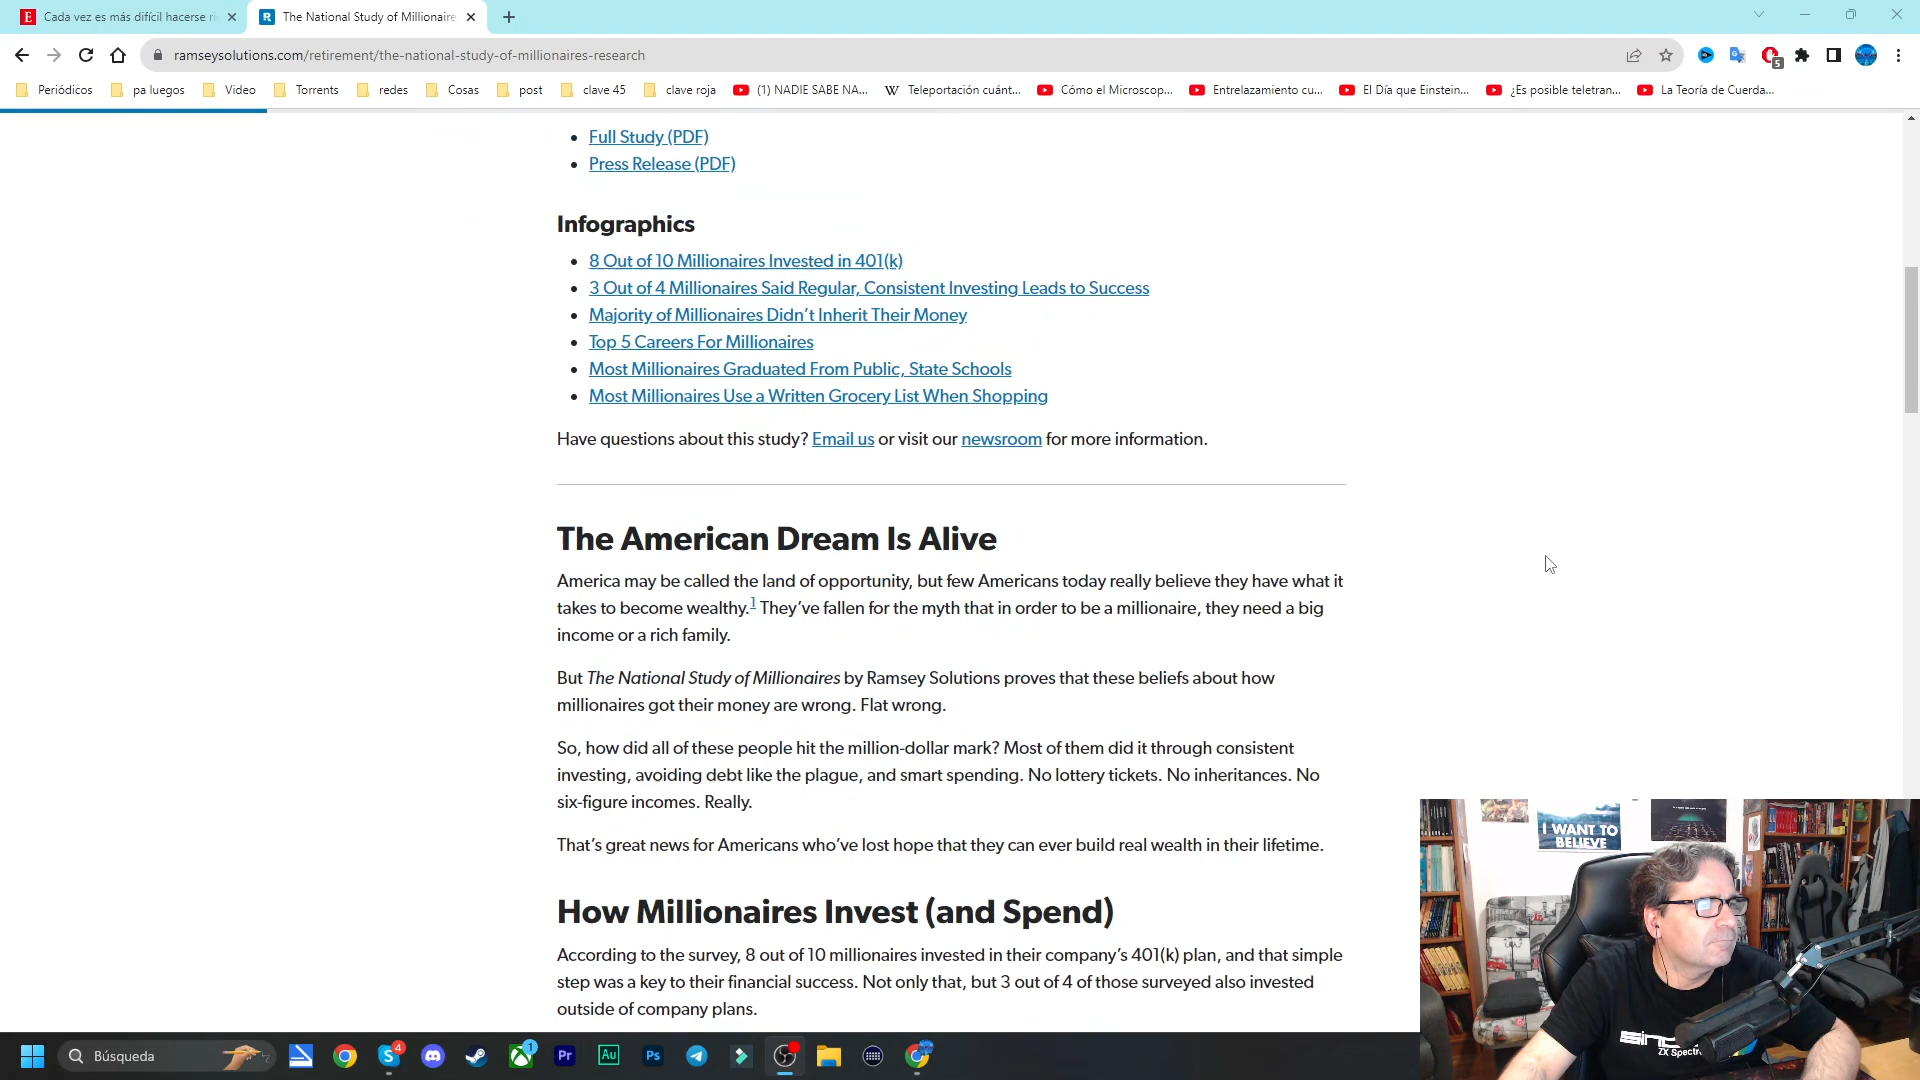 Cada vez es más difícil hacerse ri
The National Study of Millionaire
ramseysolutions.com/retirement/the-national-study-of-millionaires-research
5
Periódicos
pa luegos
Video
Torrents
redes
Cosas
post
clave 45
clave roja
(1) NADIE SABE NA...
Teleportación cuánt...
Cómo el Microscop...
Entrelazamiento cu...
El Día que Einstein...
¿Es posible teletran...
La Teoría de Cuerda...
Full Study (PDF)
Press Release (PDF)
Infographics
8 Out of 10 Millionaires Invested in 401(k)
3 Out of 4 Millionaires Said Regular, Consistent Investing Leads to Success
Majority of Millionaires Didn’t Inherit Their Money
Top 5 Careers For Millionaires
Most Millionaires Graduated From Public, State Schools
Most Millionaires Use a Written Grocery List When Shopping
Have questions about this study? Email us or visit our newsroom for more information.
The American Dream Is Alive
America may be called the land of opportunity, but few Americans today really believe they have what it
takes to become wealthy.1 They’ve fallen for the myth that in order to be a millionaire, they need a big
income or a rich family.
But The National Study of Millionaires by Ramsey Solutions proves that these beliefs about how
millionaires got their money are wrong. Flat wrong.
So, how did all of these people hit the million-dollar mark? Most of them did it through consistent
investing, avoiding debt like the plague, and smart spending. No lottery tickets. No inheritances. No
six-figure incomes. Really.
That’s great news for Americans who’ve lost hope that they can ever build real wealth in their lifetime.
How Millionaires Invest (and Spend)
According to the survey, 8 out of 10 millionaires invested in their company’s 401(k) plan, and that simple
step was a key to their financial success. Not only that, but 3 out of 4 of those surveyed also invested
outside of company plans.
I WANT TO
BELIEVE
ZX Spectr
Búsqueda
4
1
Pr
Au
Ps